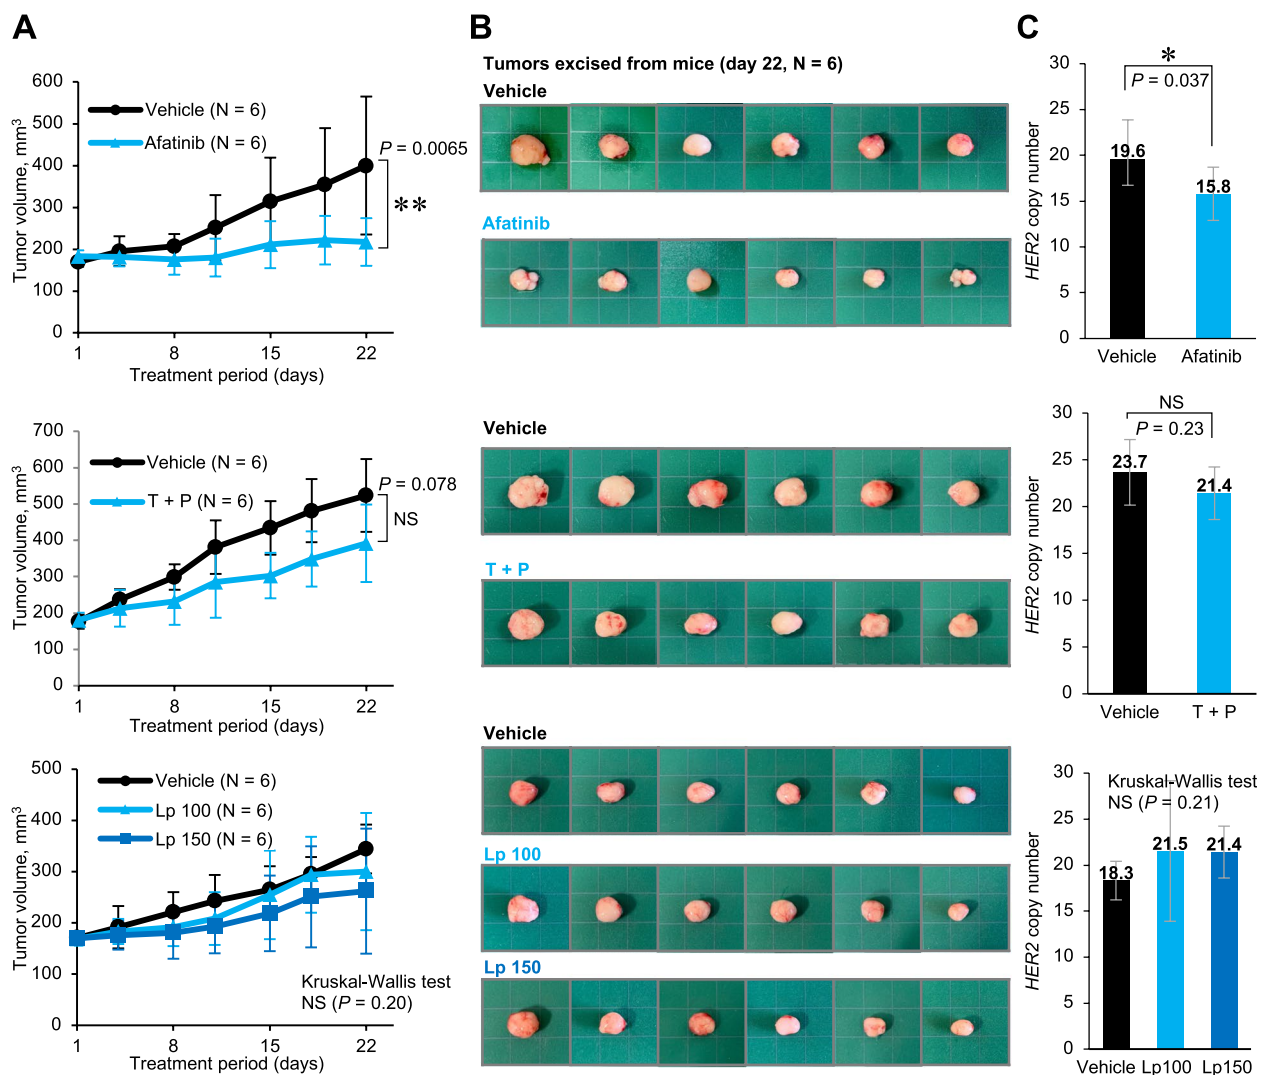 A
Tumor volume, mm3
600
500
400
300
200
100
0
Vehicle (N = 6)
Afatinib (N = 6)
P = 0.0065
**
1
8
15
22
Treatment period (days)
Tumor volume, mm3
700
600
500
400
300
200
100
0
Vehicle (N = 6)
T + P (N = 6)
P = 0.078
NS
1
8
15
22
Treatment period (days)
Tumor volume, mm3
500
400
300
200
100
0
Vehicle (N = 6)
Lp 100 (N = 6)
Lp 150 (N = 6)
Kruskal-Wallis test
NS (P = 0.20)
1
8
15
22
Treatment period (days)
B
Tumors excised from mice (day 22, N = 6)
Vehicle
Afatinib
Vehicle
T + P
Vehicle
Lp 100
Lp 150
C
HER2 copy number
30
25
20
15
10
5
0
*
P = 0.037
19.6
15.8
Vehicle
Afatinib
HER2 copy number
30
25
20
15
10
5
0
NS
P = 0.23
23.7
21.4
Vehicle
T + P
HER2 copy number
30
25
20
15
10
5
0
Kruskal-Wallis test
NS (P = 0.21)
18.3
21.5
21.4
Vehicle
Lp100
Lp150